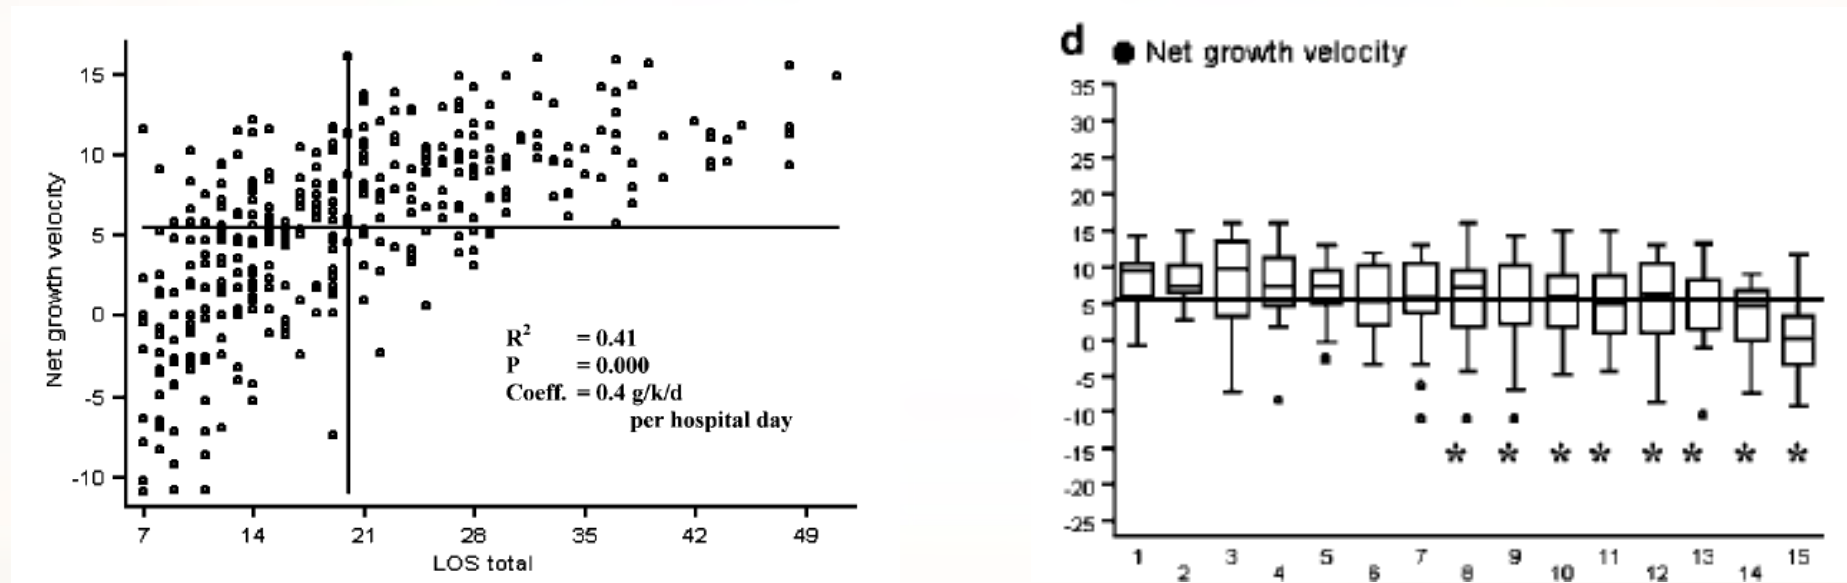 15
10
5
0
-5
-10
Net growth velocity
R² = 0.41
P = 0.000
Coeff. = 0.4 g/k/d
per hospital day
7 14 21 28 35 42 49
LOS total
d ● Net growth velocity
35
30
25
20
15
10
5
0
-5
-10
-15
* * * * * * * *
-20
-25
1 3 5 7 9 11 13 15
2 4 6 8 10 12 14